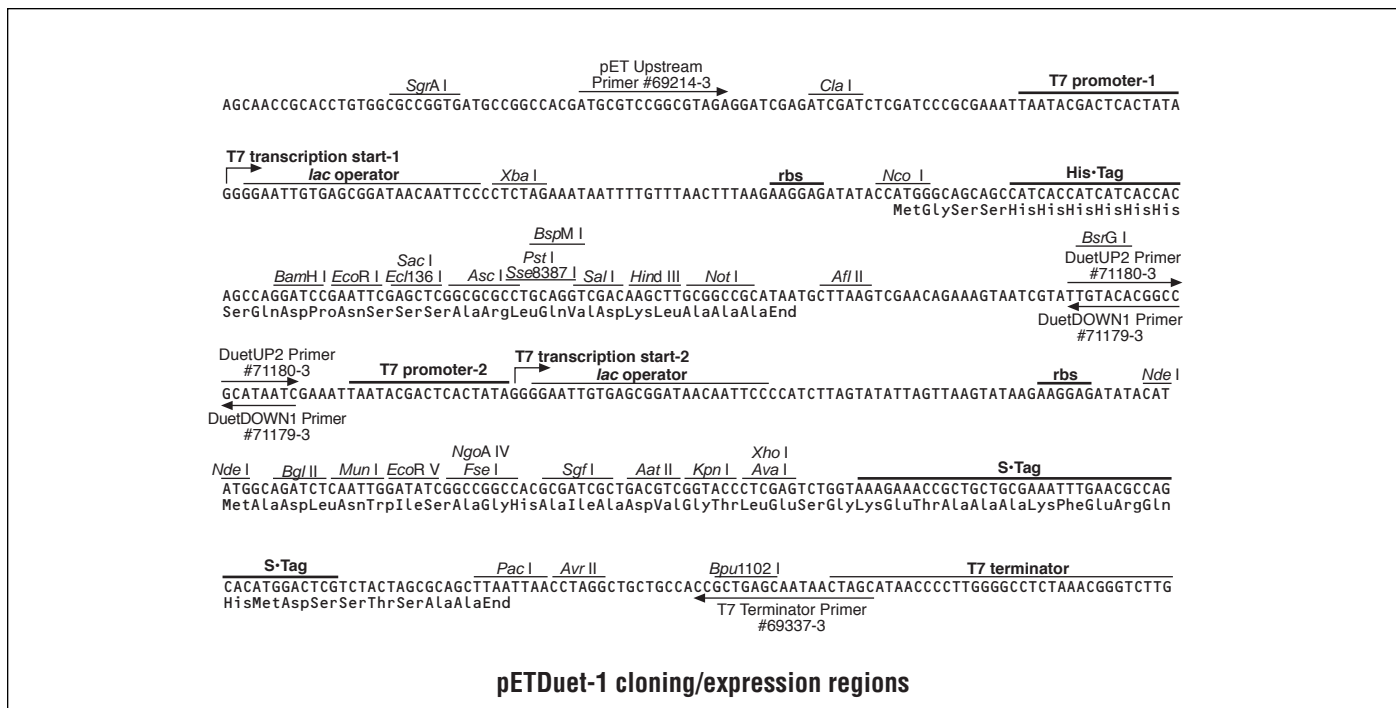 pET Upstream
SgrA I Primer #69214-3 Cla I T7 promoter-1
AGCAACCGCACCTGTGGCGCCGGTGATGCCGGCCACGATGCGTCCGGCGTAGAGGATCGAGATCGATCTCGATCCCGCGAAATTAATACGACTCACTATA
T7 transcription start-1
lac operator Xba I rbs Nco I His•Tag
GGGGAATTGTGAGCGGATAACAATTCCCCTCTAGAAATAATTTTGTTTAACTTTAAGAAGGAGATATACCATGGGCAGCAGCCATCACCATCATCACCAC
MetGlySerSerHisHisHisHisHisHis
BspM I
BsrG I
Sac I Pst I DuetUP2 Primer
BamH I EcoR I Ecl136 I Asc I Sse8387 I Sal I Hind III Not I Afl II #71180-3
AGCCAGGATCCGAATTCGAGCTCGGCGCGCCTGCAGGTCGACAAGCTTGCGGCCGCATAATGCTTAAGTCGAACAGAAAGTAATCGTATTGTACACGGCC
SerGlnAspProAsnSerSerSerAlaArgLeuGlnValAspLysLeuAlaAlaAlaEnd
DuetDOWN1 Primer
#71179-3
DuetUP2 Primer
#71180-3
T7 transcription start-2
T7 promoter-2 lac operator rbs Nde I
GCATAATCGAAATTAATACGACTCACTATAGGGGAATTGTGAGCGGATAACAATTCCCCATCTTAGTATATTAGTTAAGTATAAGAAGGAGATATACAT
DuetDOWN1 Primer
#71179-3
NgoA IV Xho I
Nde I Bgl II Mun I EcoR V Fse I Sgf I Aat II Kpn I Ava I S•Tag
ATGGCAGATCTCAATTGGATATCGGCCGGCCACGCGATCGCTGACGTCGGTACCCTCGAGTCTGGTAAAGAAACCGCTGCTGCGAAATTTGAACGCCAG
MetAlaAspLeuAsnTrpIleSerAlaGlyHisAlaIleAlaAspValGlyThrLeuGluSerGlyLysGluThrAlaAlaAlaLysPheGluArgGln
S•Tag Pac I Avr II Bpu1102 I T7 terminator
CACATGGACTCGTCTACTAGCGCAGCTTAATTAACCTAGGCTGCTGCCACCGCTGAGCAATAACTAGCATAACCCCTTGGGGCCTCTAAACGGGTCTTG
HisMetAspSerSerThrSerAlaAlaEnd
T7 Terminator Primer
#69337-3
pETDuet-1 cloning/expression regions